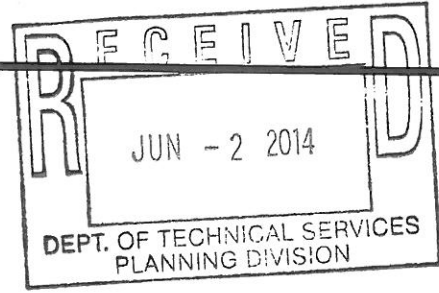 RECEIVED
JUN - 2 2014
DEPT. OF TECHNICAL SERVICES
PLANNING DIVISION